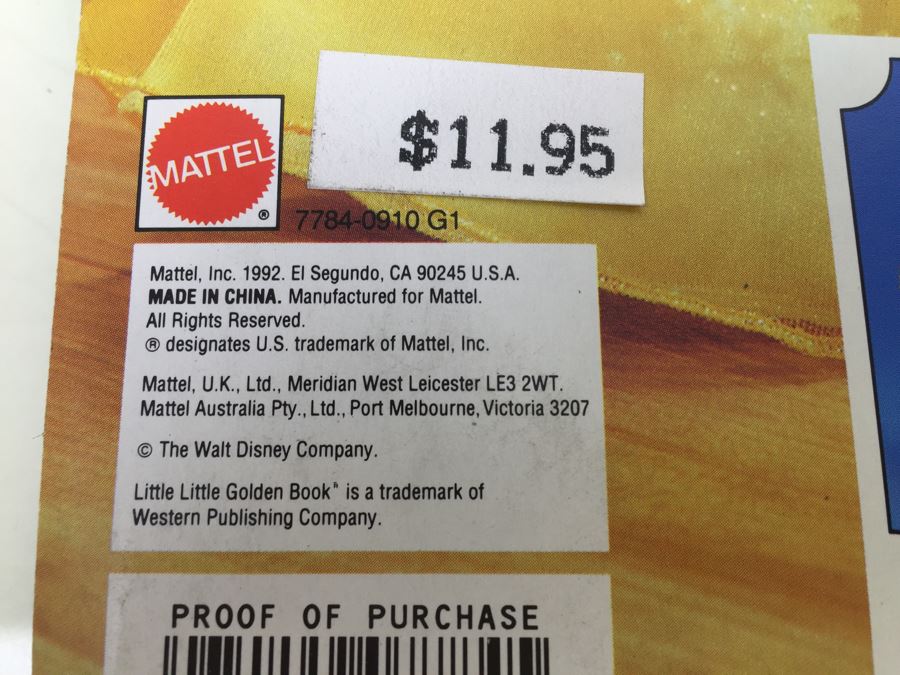 $11.95
MATTEL
®
7784-0910 G1
Mattel, Inc. 1992. El Segundo, CA 90245 U.S.A.
MADE IN CHINA. Manufactured for Mattel.
All Rights Reserved.
® designates U.S. trademark of Mattel, Inc.
Mattel, U.K., Ltd., Meridian West Leicester LE3 2WT.
Mattel Australia Pty., Ltd., Port Melbourne, Victoria 3207
© The Walt Disney Company.
Little Little Golden Book is a trademark of
Western Publishing Company.
PROOF OF PURCHASE